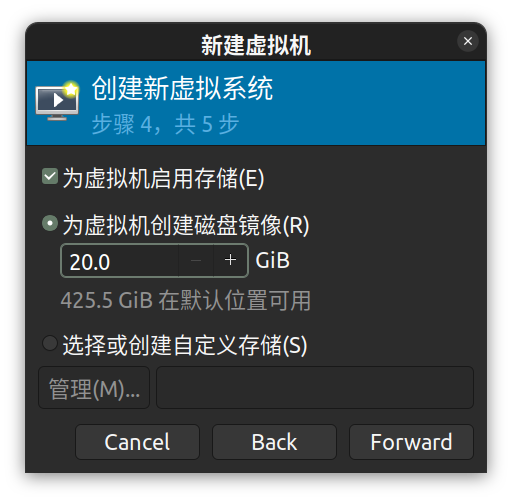 新建虚拟机
创建新虚拟系统
步骤 4，共 5 步
为虚拟机启用存储(E)
为虚拟机创建磁盘镜像(R)
20.0 − + GiB
425.5 GiB 在默认位置可用
选择或创建自定义存储(S)
管理(M)...
Cancel Back Forward